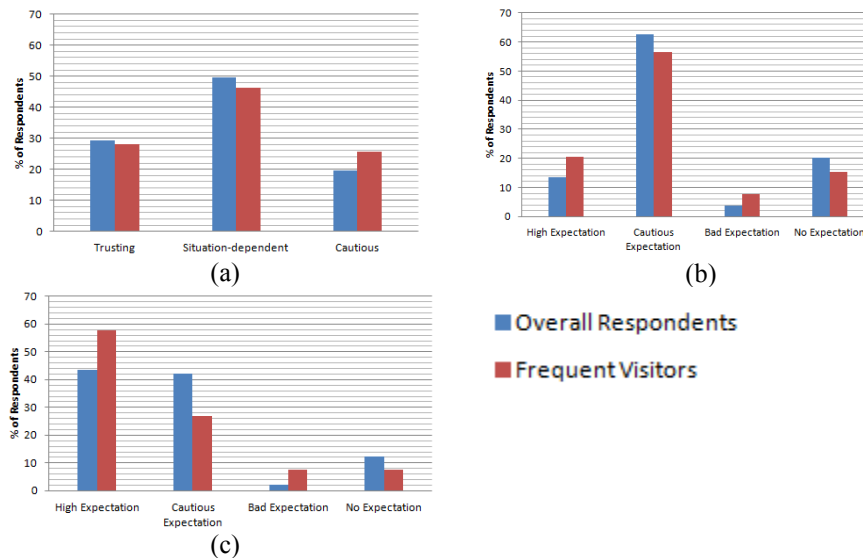 70
60
50
40
30
20
10
0
% of Respondents
Trusting Situation-dependent Cautious
(a)
70
60
50
40
30
20
10
0
% of Respondents
High Expectation Cautious Expectation Bad Expectation No Expectation
(b)
70
60
50
40
30
20
10
0
% of Respondents
High Expectation Cautious Expectation Bad Expectation No Expectation
(c)
Overall Respondents
Frequent Visitors